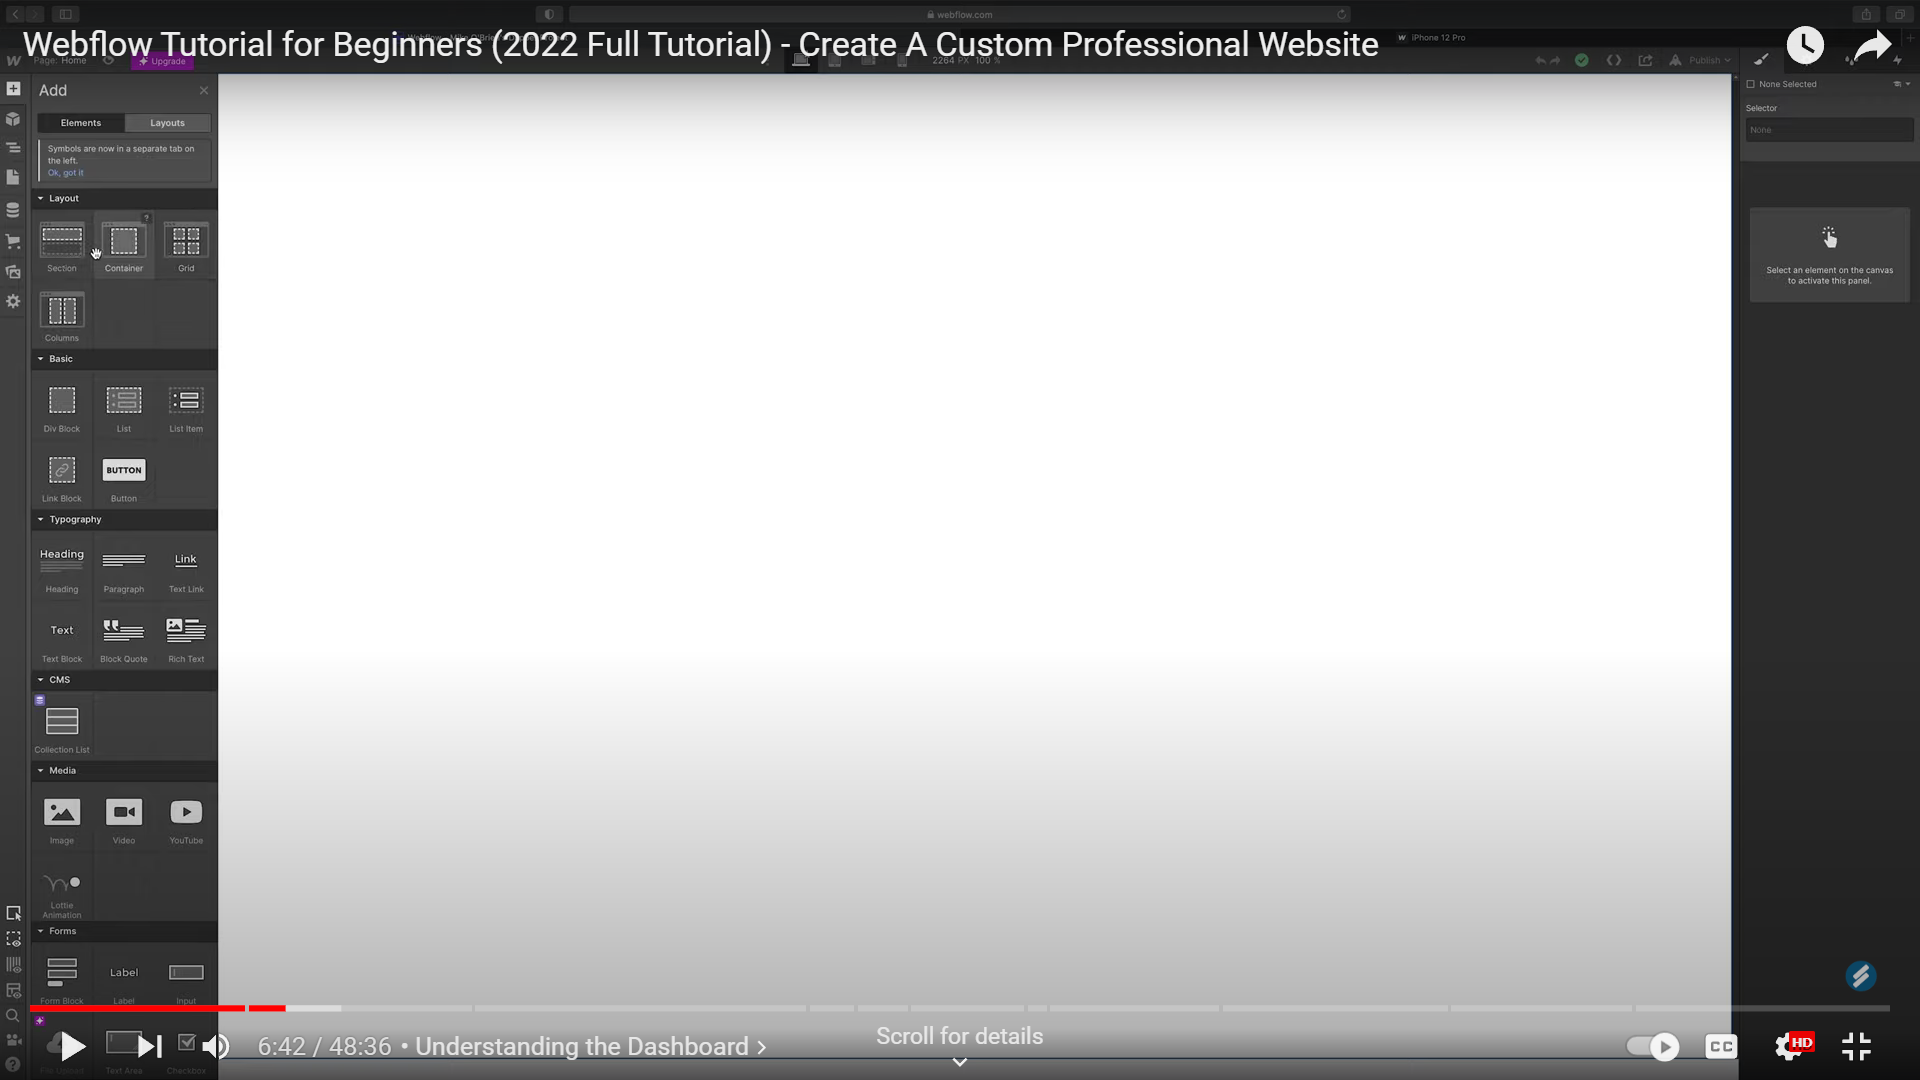 webflow.com
Webflow Tutorial for Beginners (2022 Full Tutorial) - Create A Custom Professional Website
iPhone 12 Pro
Page: Home
Upgrade
2264 PX 100 %
Publish
Add
None Selected
Selector
None
Elements
Layouts
Symbols are now in a separate tab on
the left.
Ok, got it
Layout
?
Section
Container
Grid
Select an element on the canvas
to activate this panel.
Columns
Basic
Div Block
List
List Item
BUTTON
Link Block
Button
Typography
Heading
Link
Heading
Paragraph
Text Link
Text
Text Block
Block Quote
Rich Text
CMS
Collection List
Media
Image
Video
YouTube
Lottie
Animation
Forms
Label
Form Block
Label
Input
6:42 / 48:36 • Understanding the Dashboard
Scroll for details
CC
HD
File Upload
Text Area
Checkbox